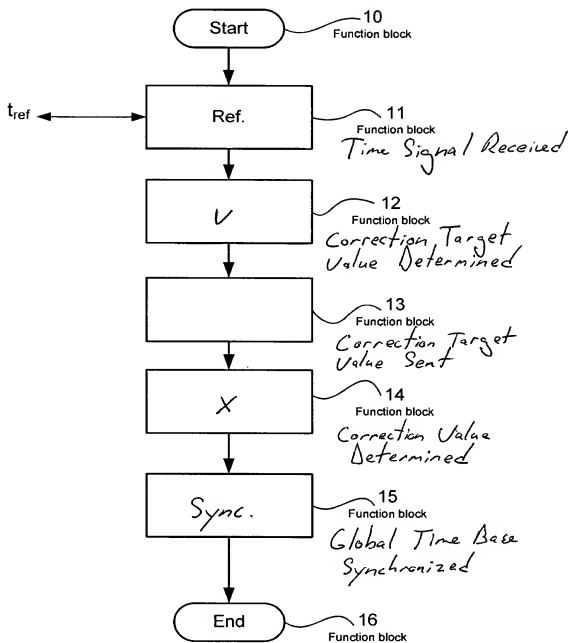 10
Start
Function block
t_ref
Ref.
11
Function block
Time Signal Received
V
12
Function block
Correction Target
Value Determined
13
Function block
Correction Target
Value Sent
X
14
Function block
Correction Value
Determined
Sync.
15
Function block
Global Time Base
Synchronized
End
16
Function block